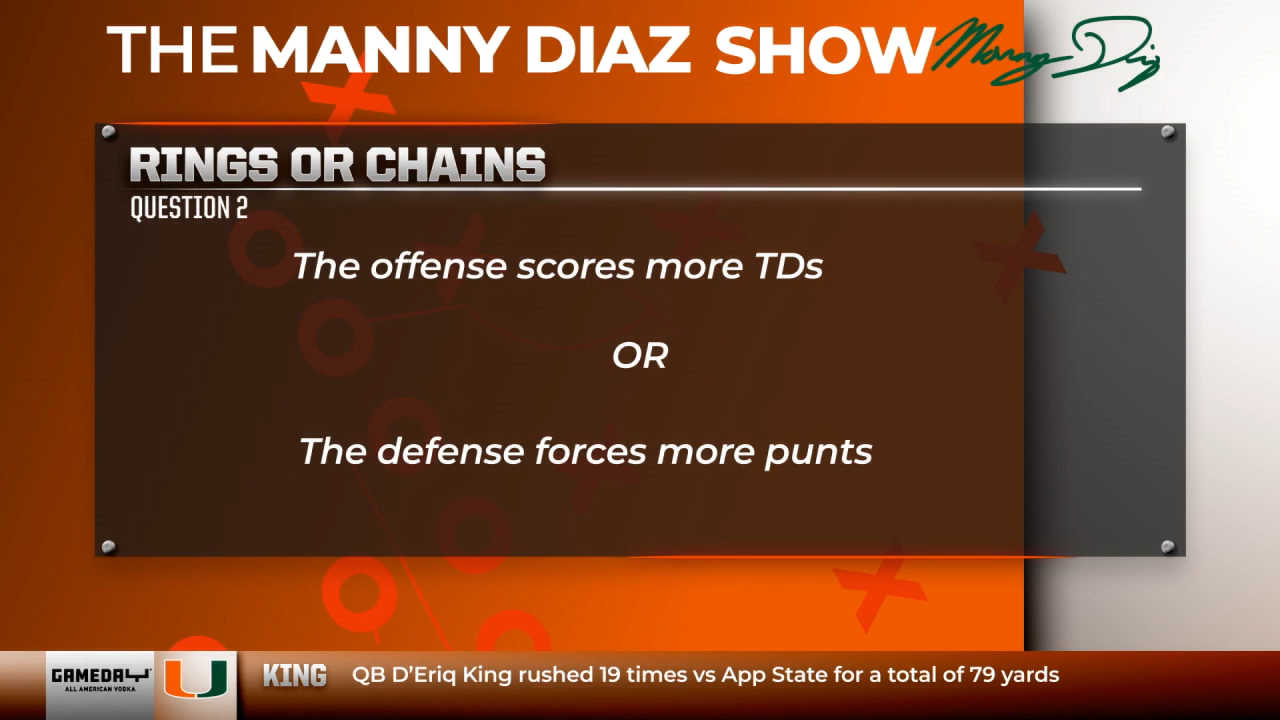 THE MANNY DIAZ SHOW Manny Diaz
RINGS OR CHAINS
QUESTION 2
The offense scores more TDs
OR
The defense forces more punts
GAMEDAY
ALL AMERICAN VODKA
U
KING
QB D’Eriq King rushed 19 times vs App State for a total of 79 yards